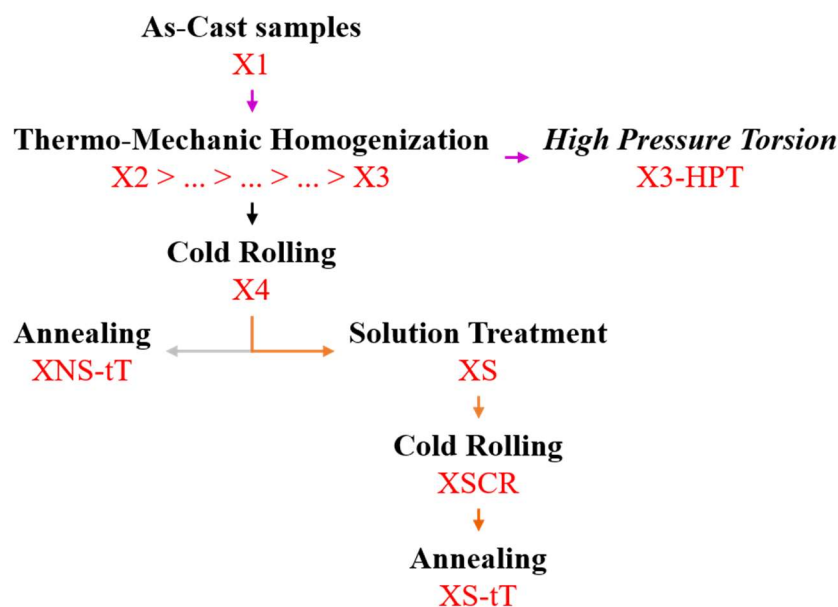 As-Cast samples
X1
Thermo-Mechanic Homogenization
X2 > ... > ... > ... > X3
High Pressure Torsion
X3-HPT
Cold Rolling
X4
Annealing
XNS-tT
Solution Treatment
XS
Cold Rolling
XSCR
Annealing
XS-tT